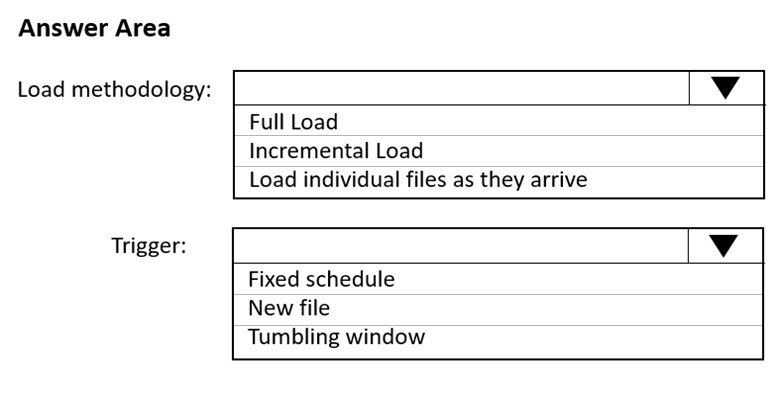 Answer Area
Load methodology:
Full Load
Incremental Load
Load individual files as they arrive
Trigger:
Fixed schedule
New file
Tumbling window